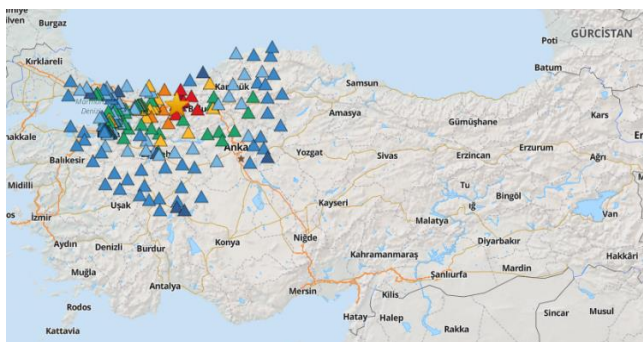 Burgaz
GÜRCİSTAN
Poti
Kırklareli
Batum
Samsun
Kars
Amasya
Gümüşhane
Anka
Yozgat
Sivas
Erzincan
Erzurum
Ağrı
Balıkesir
Midilli
Tu
Bingöl
Uşak
Kayseri
Van
İzmir
Malatya
Aydın
Denizli
Burdur
Konya
Niğde
Diyarbakır
Hakkâri
Kahramanmaraş
Muğla
Şanlıurfa
Mardin
Antalya
Mersin
Kilis
Rodos
Hatay
Halep
Sincar
Musul
Kattavia
Rakka